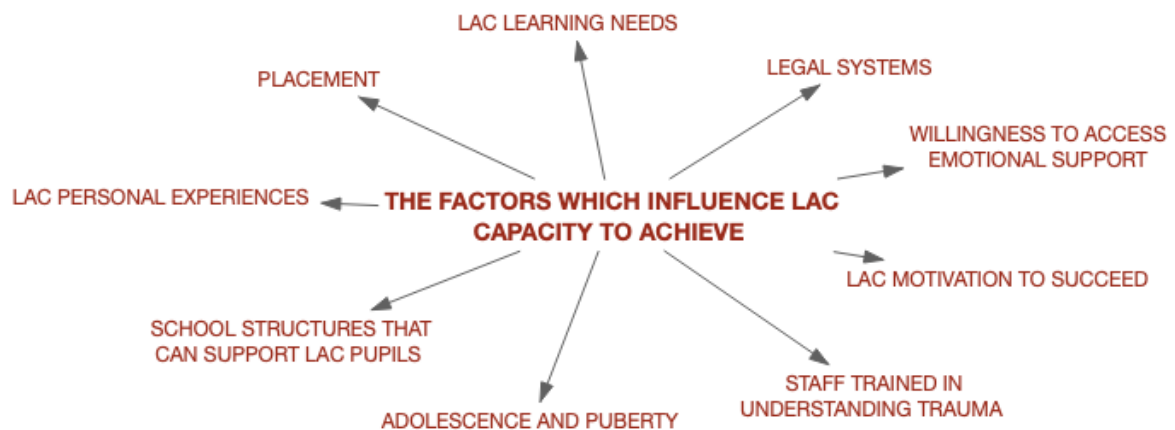 LAC LEARNING NEEDS
PLACEMENT
LEGAL SYSTEMS
WILLINGNESS TO ACCESS
EMOTIONAL SUPPORT
LAC PERSONAL EXPERIENCES
THE FACTORS WHICH INFLUENCE LAC
CAPACITY TO ACHIEVE
LAC MOTIVATION TO SUCCEED
SCHOOL STRUCTURES THAT
CAN SUPPORT LAC PUPILS
STAFF TRAINED IN
UNDERSTANDING TRAUMA
ADOLESCENCE AND PUBERTY